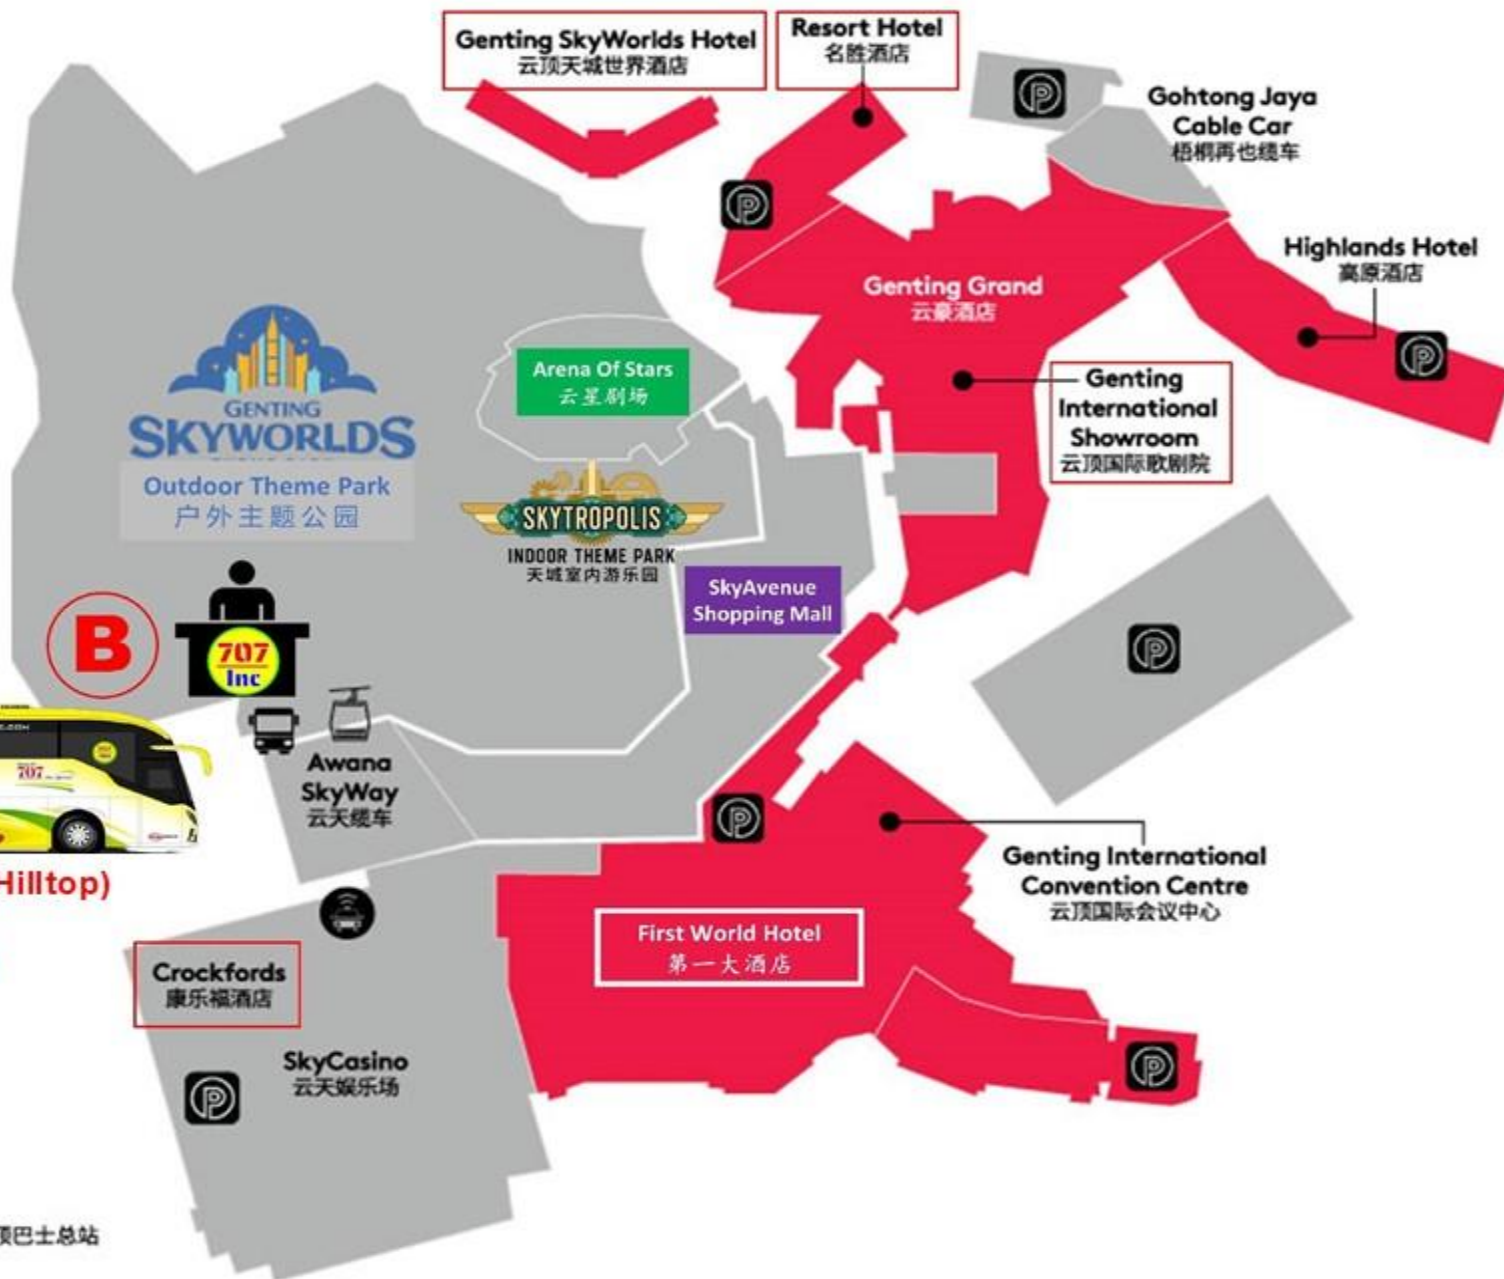 Genting SkyWorlds Hotel
云顶天城世界酒店
Resort Hotel
名胜酒店
Gohtong Jaya
Cable Car
梧桐再也缆车
Highlands Hotel
高原酒店
Genting Grand
云豪酒店
Genting
International
Showroom
云顶国际歌剧院
Arena Of Stars
云星剧场
GENTING
SKYWORLDS
Outdoor Theme Park
户外主题公园
SKYTROPOLIS
INDOOR THEME PARK
天城室内游乐园
SkyAvenue
Shopping Mall
B
707
Inc
707
Awana
SkyWay
云天缆车
Hilltop)
Genting International
Convention Centre
云顶国际会议中心
First World Hotel
第一大酒店
Crockfords
康乐福酒店
SkyCasino
云天娱乐场
顶巴士总站
P
P
P
P
P
P
P